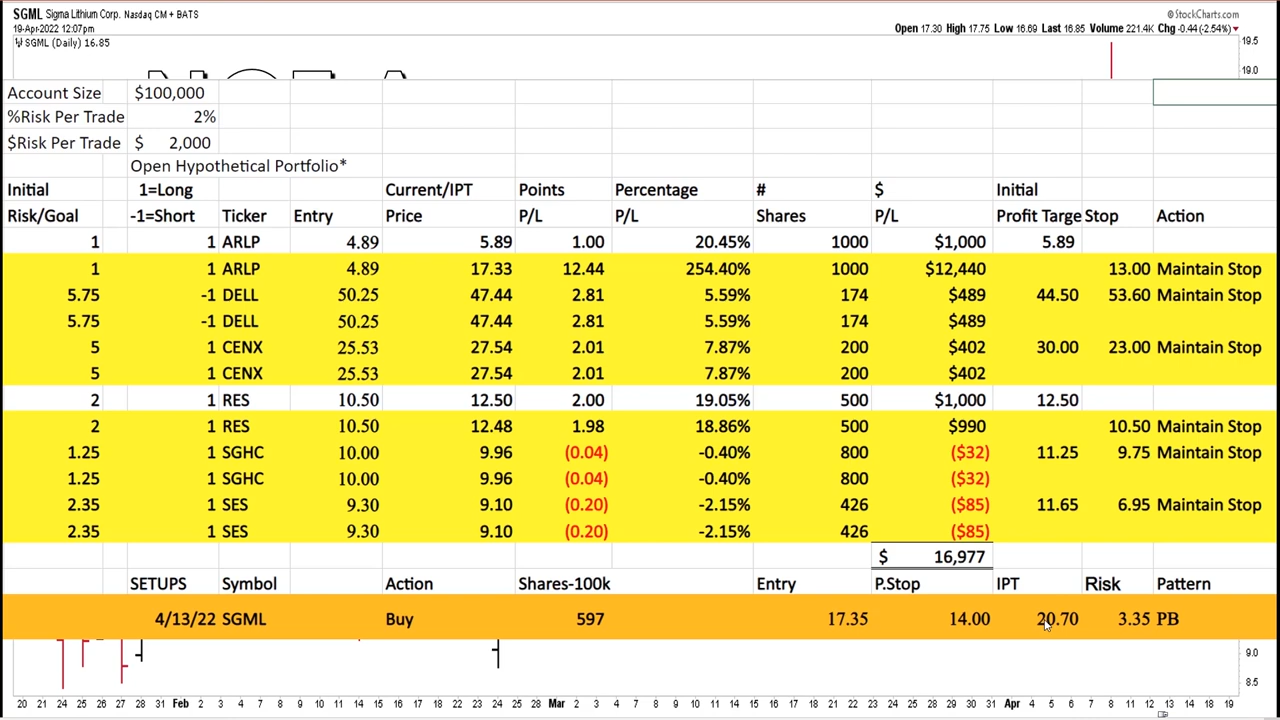 SGML Sigma Lithium Corp. Nasdaq CM + BATS © StockCharts.com
19-Apr-2022 12:07pm Open 17.30 High 17.75 Low 16.69 Last 16.85 Volume 221.4K Chg -0.44 (-2.54%)
SGML (Daily) 16.85 19.5
19.0
Account Size $100,000
%Risk Per Trade 2%
$Risk Per Trade $ 2,000
Open Hypothetical Portfolio*
Initial 1=Long Current/IPT Points Percentage # $ Initial
Risk/Goal -1=Short Ticker Entry Price P/L P/L Shares P/L Profit Targe Stop Action
1 1 ARLP 4.89 5.89 1.00 20.45% 1000 $1,000 5.89
1 1 ARLP 4.89 17.33 12.44 254.40% 1000 $12,440 13.00 Maintain Stop
5.75 -1 DELL 50.25 47.44 2.81 5.59% 174 $489 44.50 53.60 Maintain Stop
5.75 -1 DELL 50.25 47.44 2.81 5.59% 174 $489
5 1 CENX 25.53 27.54 2.01 7.87% 200 $402 30.00 23.00 Maintain Stop
5 1 CENX 25.53 27.54 2.01 7.87% 200 $402
2 1 RES 10.50 12.50 2.00 19.05% 500 $1,000 12.50
2 1 RES 10.50 12.48 1.98 18.86% 500 $990 10.50 Maintain Stop
1.25 1 SGHC 10.00 9.96 (0.04) -0.40% 800 ($32) 11.25 9.75 Maintain Stop
1.25 1 SGHC 10.00 9.96 (0.04) -0.40% 800 ($32)
2.35 1 SES 9.30 9.10 (0.20) -2.15% 426 ($85) 11.65 6.95 Maintain Stop
2.35 1 SES 9.30 9.10 (0.20) -2.15% 426 ($85)
$ 16,977
SETUPS Symbol Action Shares-100k Entry P.Stop IPT Risk Pattern
4/13/22 SGML Buy 597 17.35 14.00 20.70 3.35 PB
9.0
8.5
20 21 24 25 26 27 28 31 Feb 2 3 4 7 8 9 10 11 14 15 16 17 18 22 23 24 25 28 Mar 2 3 4 7 8 9 10 11 14 15 16 17 18 21 22 23 24 25 28 29 30 31 Apr 4 5 6 7 8 11 12 13 14 18 19